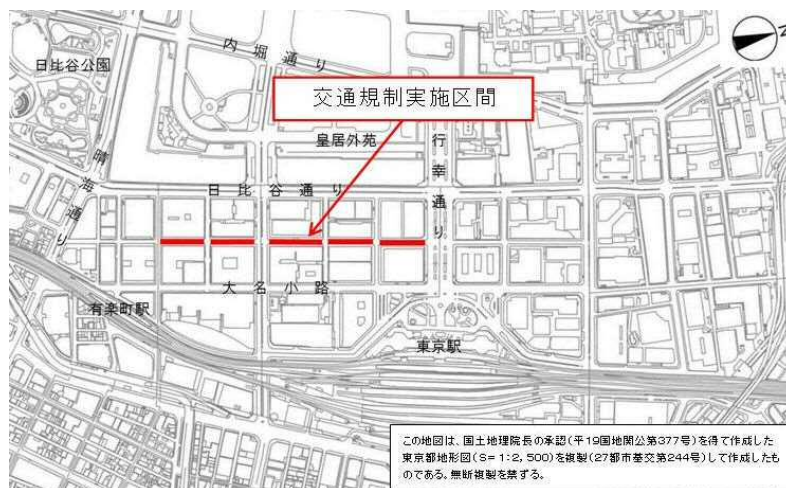 内堀通り
日比谷公園
交通規制実施区間
皇居外苑
行幸通り
晴海通り
日比谷通り
大名小路
有楽町駅
東京駅
この地図は、国土地理院長の承認(平19国地関公第377号)を得て作成した
東京都地形図(S=1:2,500)を複製(27都市基交第244号)して作成したも
のである。無断複製を禁ずる。